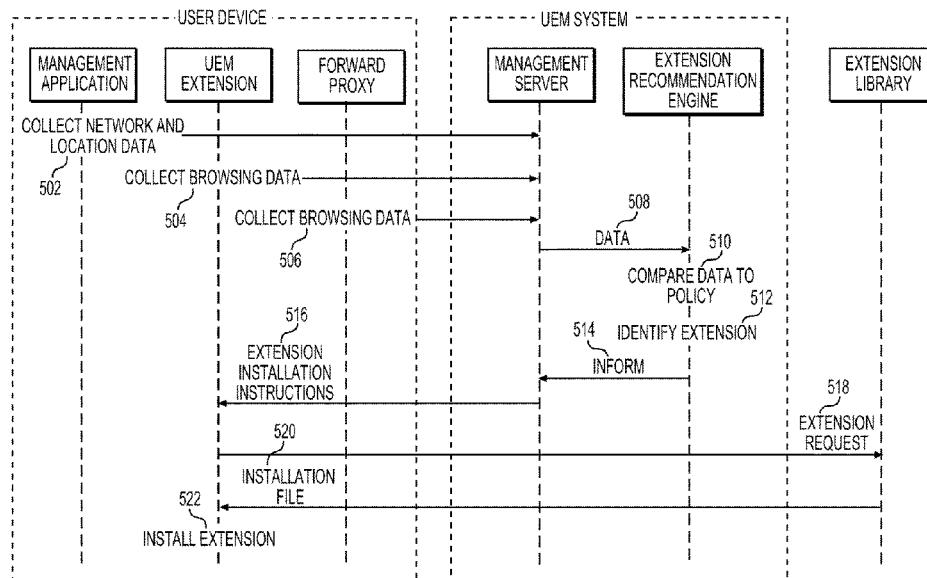 USER DEVICE
UEM SYSTEM
MANAGEMENT
APPLICATION
UEM
EXTENSION
FORWARD
PROXY
MANAGEMENT
SERVER
EXTENSION
RECOMMENDATION
ENGINE
EXTENSION
LIBRARY
COLLECT NETWORK AND
LOCATION DATA
502
COLLECT BROWSING DATA
504
COLLECT BROWSING DATA
506
508
DATA
510
COMPARE DATA TO
POLICY
512
IDENTIFY EXTENSION
514
INFORM
516
EXTENSION
INSTALLATION
INSTRUCTIONS
518
EXTENSION
REQUEST
520
INSTALLATION
FILE
522
INSTALL EXTENSION